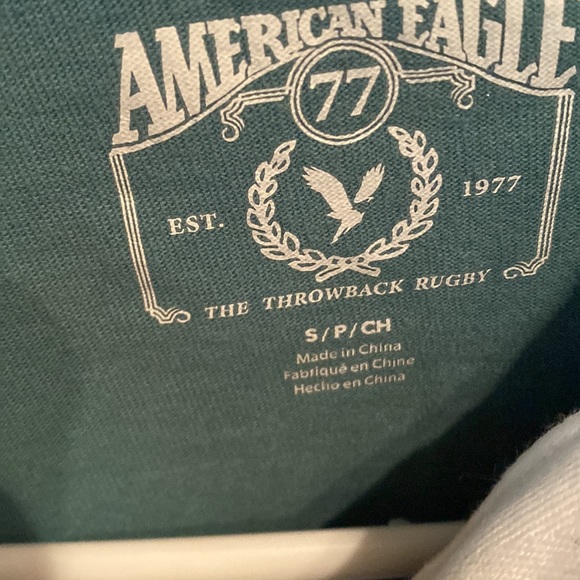 AMERICAN EAGLE
77
EST. 1977
THE THROWBACK RUGBY
S/P/CH
Made in China
Fabriqué en Chine
Hecho en China